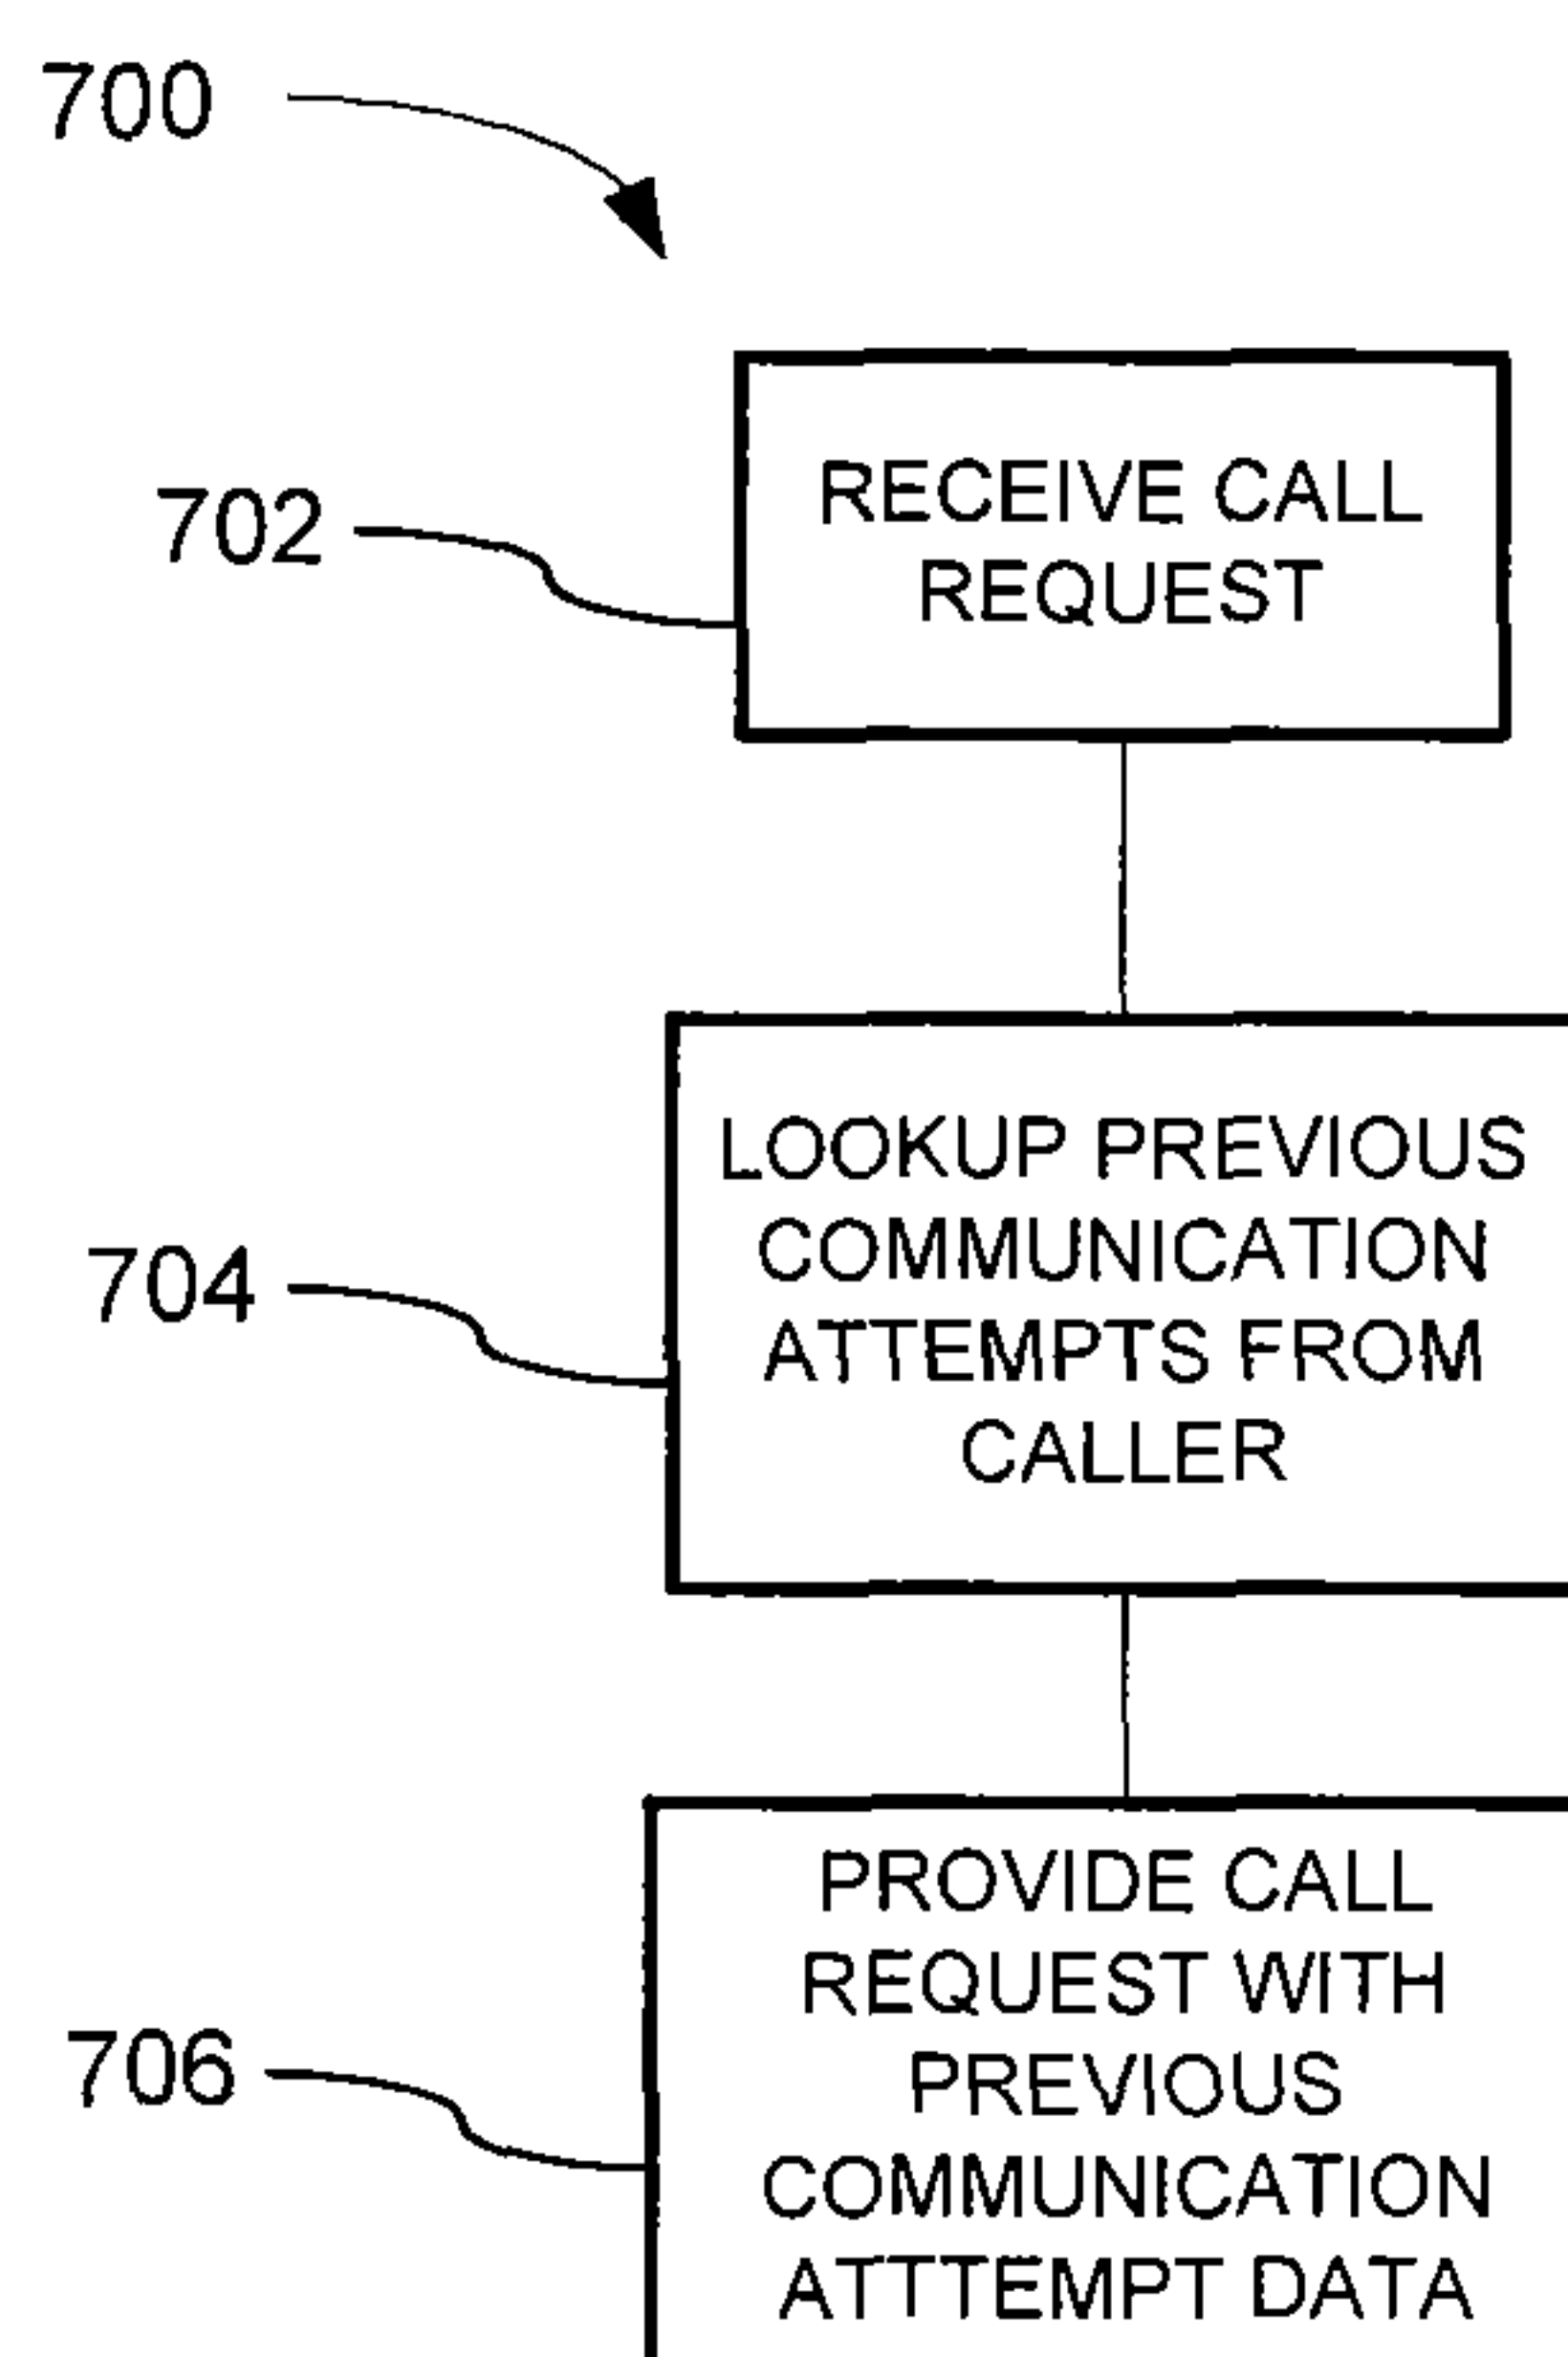 700
702
RECEIVE CALL
REQUEST
704
LOOKUP PREVIOUS
COMMUNICATION
ATTEMPTS FROM
CALLER
706
PROVIDE CALL
REQUEST WITH
PREVIOUS
COMMUNICATION
ATTTEMPT DATA